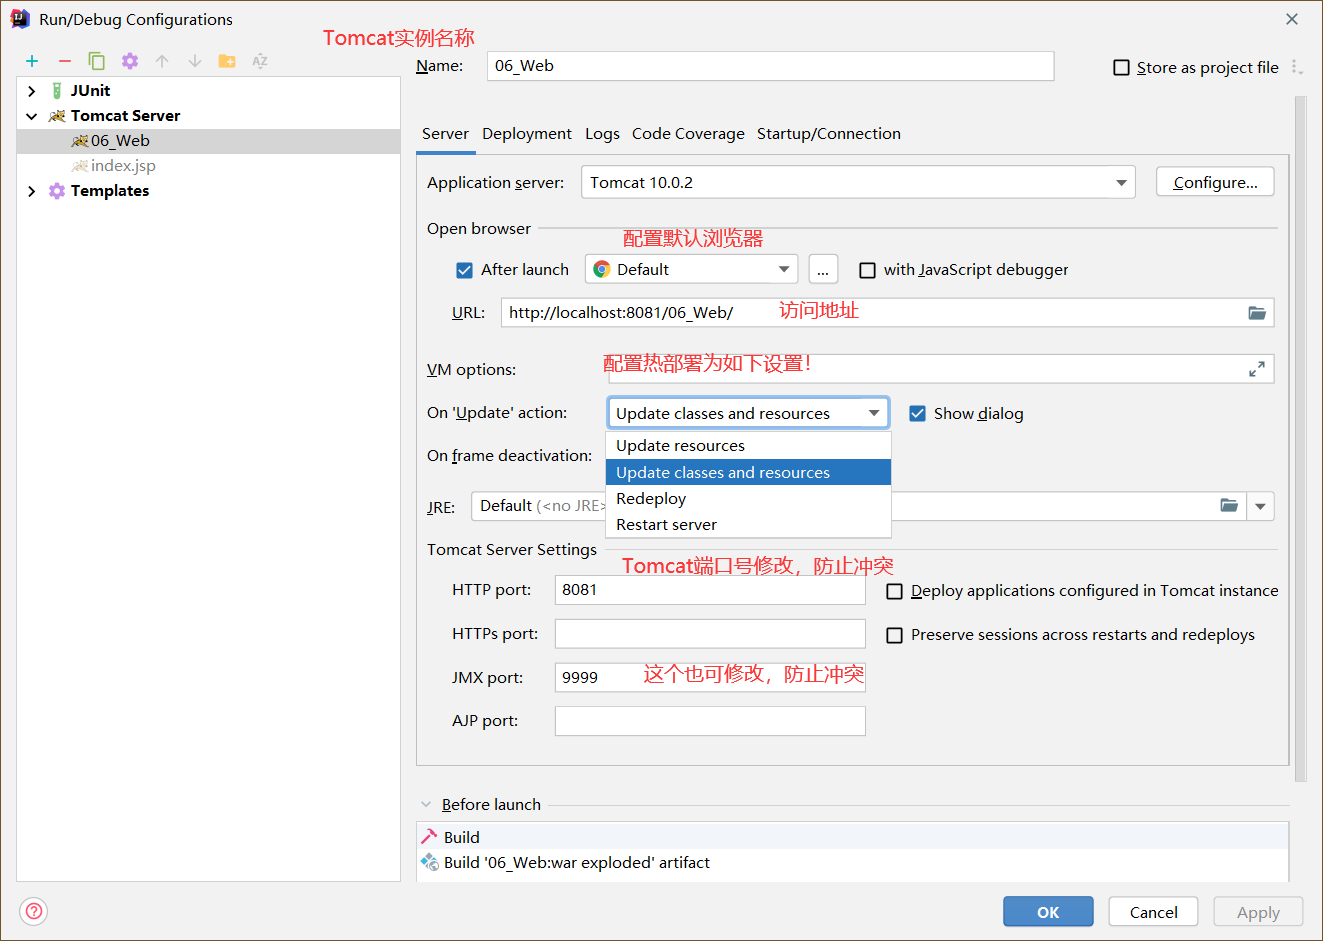 Run/Debug Configurations
Tomcat实例名称
Name: 06_Web
Store as project file
JUnit
Tomcat Server
06_Web
index.jsp
Templates
Server Deployment Logs Code Coverage Startup/Connection
Application server: Tomcat 10.0.2 Configure...
Open browser
配置默认浏览器
After launch Default ... with JavaScript debugger
URL: http://localhost:8081/06_Web/ 访问地址
配置热部署为如下设置!
VM options:
On 'Update' action: Update classes and resources Show dialog
Update resources
On frame deactivation:
Update classes and resources
Redeploy
JRE: Default (<no JRE>
Restart server
Tomcat Server Settings
Tomcat端口号修改，防止冲突
HTTP port: 8081 Deploy applications configured in Tomcat instance
HTTPs port: Preserve sessions across restarts and redeploys
JMX port: 9999 这个也可修改，防止冲突
AJP port:
Before launch
Build
Build '06_Web:war exploded' artifact
OK Cancel Apply